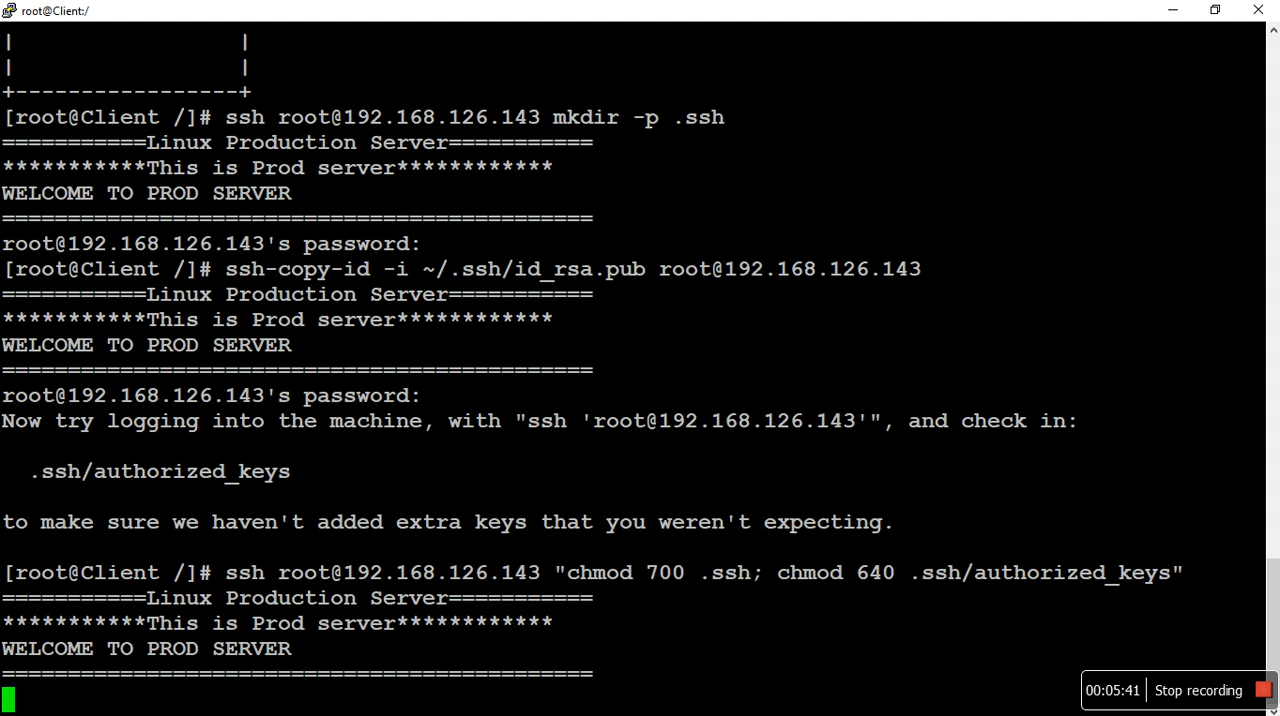 root@Client:/
|                  |
|                  |
+-----------------+
[root@Client /]# ssh root@192.168.126.143 mkdir -p .ssh
===========Linux Production Server===========
***********This is Prod server************
WELCOME TO PROD SERVER
=============================================
root@192.168.126.143's password:
[root@Client /]# ssh-copy-id -i ~/.ssh/id_rsa.pub root@192.168.126.143
===========Linux Production Server===========
***********This is Prod server************
WELCOME TO PROD SERVER
=============================================
root@192.168.126.143's password:
Now try logging into the machine, with "ssh 'root@192.168.126.143'", and check in:
  .ssh/authorized_keys
to make sure we haven't added extra keys that you weren't expecting.
[root@Client /]# ssh root@192.168.126.143 "chmod 700 .ssh; chmod 640 .ssh/authorized_keys"
===========Linux Production Server===========
***********This is Prod server************
WELCOME TO PROD SERVER
=============================================
00:05:41 Stop recording